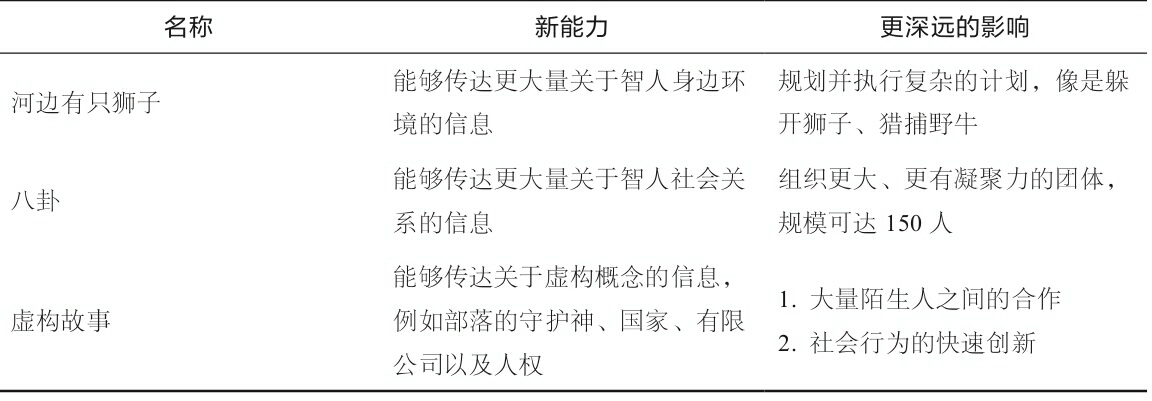 名称 新能力 更深远的影响
河边有只狮子
能够传达更大量关于智人身边环
境的信息
规划并执行复杂的计划，像是躲
开狮子、猎捕野牛
八卦
能够传达更大量关于智人社会关
系的信息
组织更大、更有凝聚力的团体，
规模可达 150 人
虚构故事
能够传达关于虚构概念的信息，
例如部落的守护神、国家、有限
公司以及人权
1. 大量陌生人之间的合作
2. 社会行为的快速创新